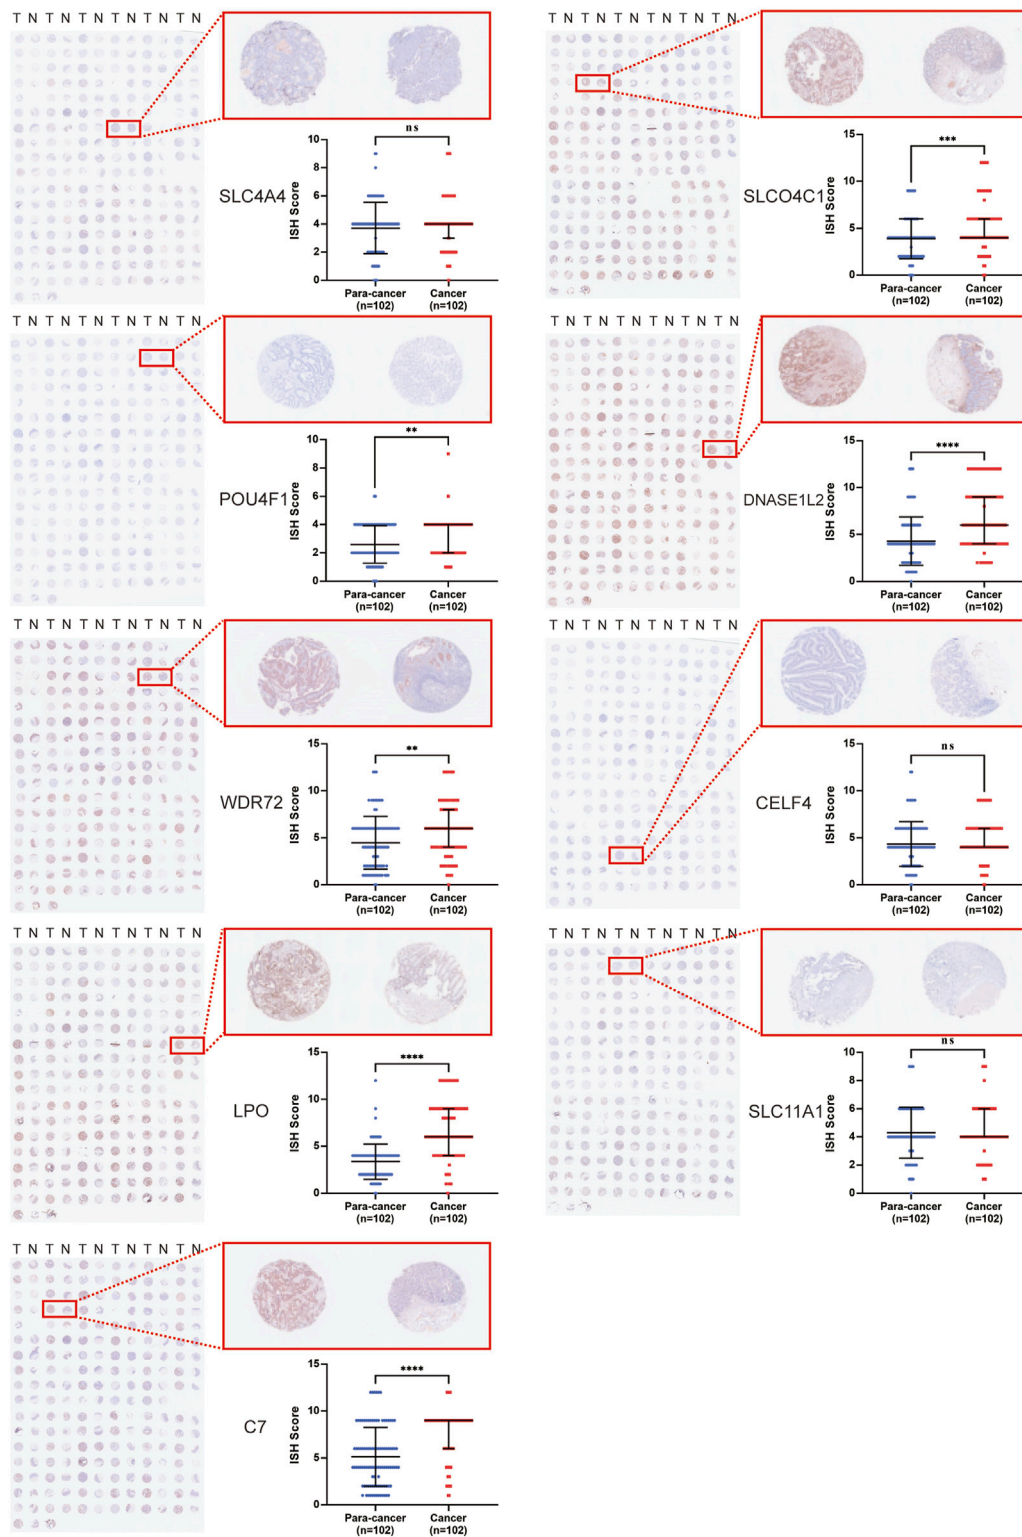 T N T N T N T N T N T N
ns
10
8
6
4
2
0
ISH Score
SLC4A4
Para-cancer
(n=102)
Cancer
(n=102)
T N T N T N T N T N T N
***
15
10
5
0
ISH Score
SLCO4C1
Para-cancer
(n=102)
Cancer
(n=102)
T N T N T N T N T N T N
**
10
8
6
4
2
0
ISH Score
POU4F1
Para-cancer
(n=102)
Cancer
(n=102)
T N T N T N T N T N T N
****
15
10
5
0
ISH Score
DNASE1L2
Para-cancer
(n=102)
Cancer
(n=102)
T N T N T N T N T N T N
**
15
10
5
0
ISH Score
WDR72
Para-cancer
(n=102)
Cancer
(n=102)
T N T N T N T N T N T N
ns
15
10
5
0
ISH Score
CELF4
Para-cancer
(n=102)
Cancer
(n=102)
T N T N T N T N T N T N
****
15
10
5
0
ISH Score
LPO
Para-cancer
(n=102)
Cancer
(n=102)
T N T N T N T N T N T N
ns
10
8
6
4
2
0
ISH Score
SLC11A1
Para-cancer
(n=102)
Cancer
(n=102)
T N T N T N T N T N T N
****
15
10
5
0
ISH Score
C7
Para-cancer
(n=102)
Cancer
(n=102)